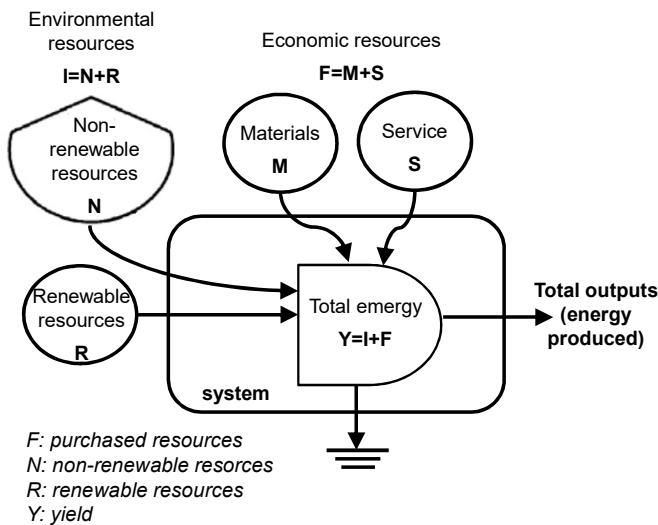 Environmental
resources
I=N+R
Economic resources
F=M+S
Non-
renewable
resources
N
Materials
M
Service
S
Renewable
resources
R
Total emergy
Y=I+F
Total outputs
(energy
produced)
system
F: purchased resources
N: non-renewable resorces
R: renewable resources
Y: yield